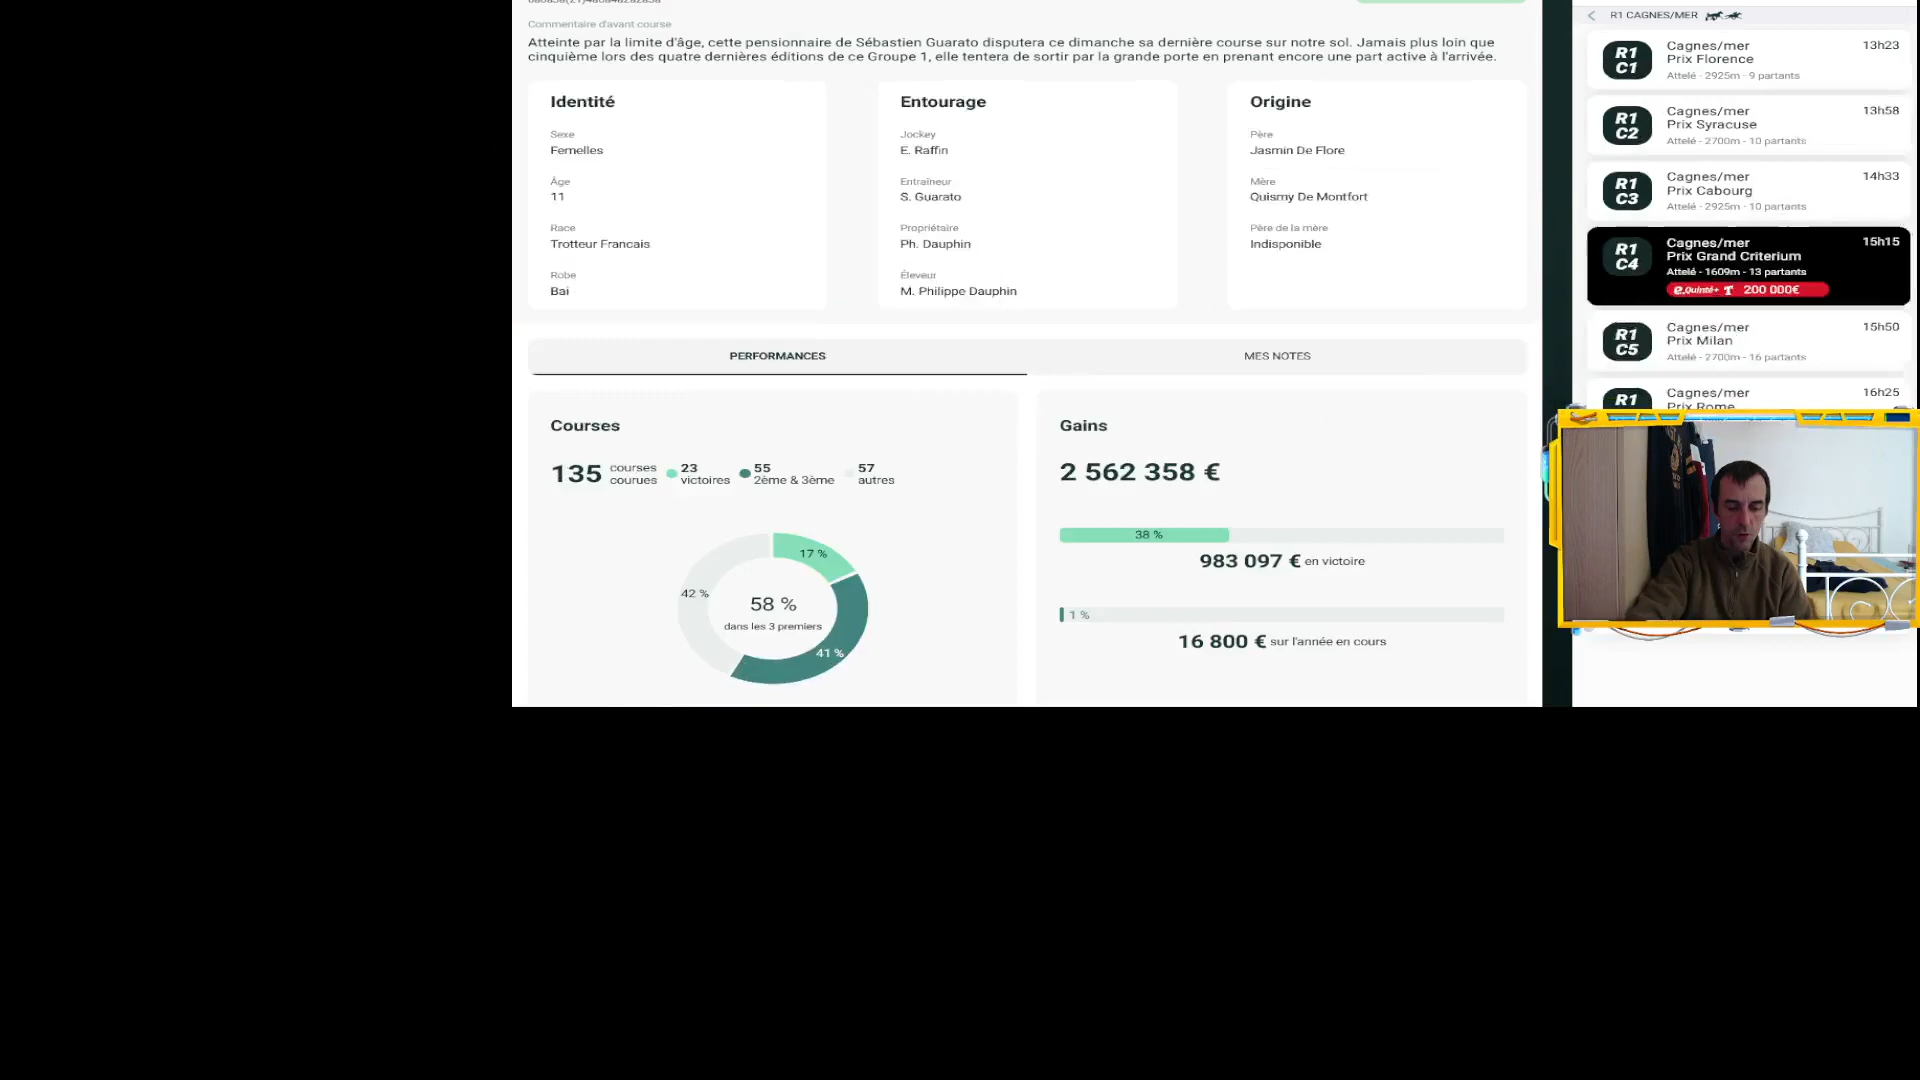 Commentaire d'avant course
Atteinte par la limite d'âge, cette pensionnaire de Sébastien Guarato disputera ce dimanche sa dernière course sur notre sol. Jamais plus loin que
cinquième lors des quatre dernières éditions de ce Groupe 1, elle tentera de sortir par la grande porte en prenant encore une part active à l'arrivée.
Identité
Sexe
Femelles
Âge
11
Race
Trotteur Francais
Robe
Bai
Entourage
Jockey
E. Raffin
Entraîneur
S. Guarato
Propriétaire
Ph. Dauphin
Éleveur
M. Philippe Dauphin
Origine
Père
Jasmin De Flore
Mère
Quismy De Montfort
Père de la mère
Indisponible
PERFORMANCES
MES NOTES
Courses
135 courses courues
23 victoires
55 2ème & 3ème
57 autres
17 %
42 %
58 %
dans les 3 premiers
41 %
Gains
2 562 358 €
38 %
983 097 € en victoire
1 %
16 800 € sur l'année en cours
R1 CAGNES/MER
R1 C1
Cagnes/mer 13h23
Prix Florence
Attelé - 2925m - 9 partants
R1 C2
Cagnes/mer 13h58
Prix Syracuse
Attelé - 2700m - 10 partants
R1 C3
Cagnes/mer 14h33
Prix Cabourg
Attelé - 2925m - 10 partants
R1 C4
Cagnes/mer 15h15
Prix Grand Criterium
Attelé - 1609m - 13 partants
e.Quinté+ T 200 000€
R1 C5
Cagnes/mer 15h50
Prix Milan
Attelé - 2700m - 16 partants
R1
Cagnes/mer 16h25
Prix Rome